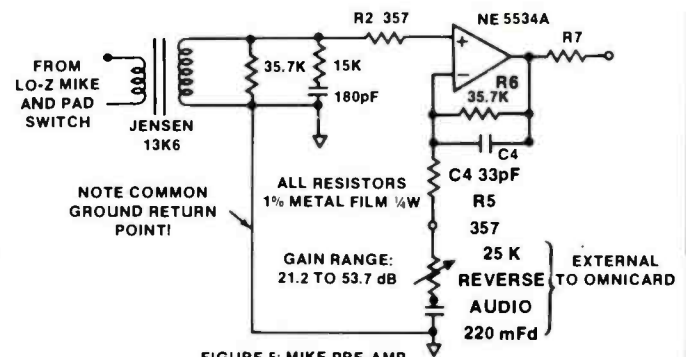 R2 357
NE 5534A
R7
FROM
LO-Z MIKE
AND PAD
SWITCH
JENSEN
13K6
35.7K
15K
180pF
+
−
R6
35.7K
C4
C4 33pF
NOTE COMMON
GROUND RETURN
POINT!
ALL RESISTORS
1% METAL FILM ¼W
R5
357
GAIN RANGE:
21.2 TO 53.7 dB
25 K
REVERSE
AUDIO
220 mFd
EXTERNAL
TO OMNICARD
FIGURE 5: MIKE PRE-AMP